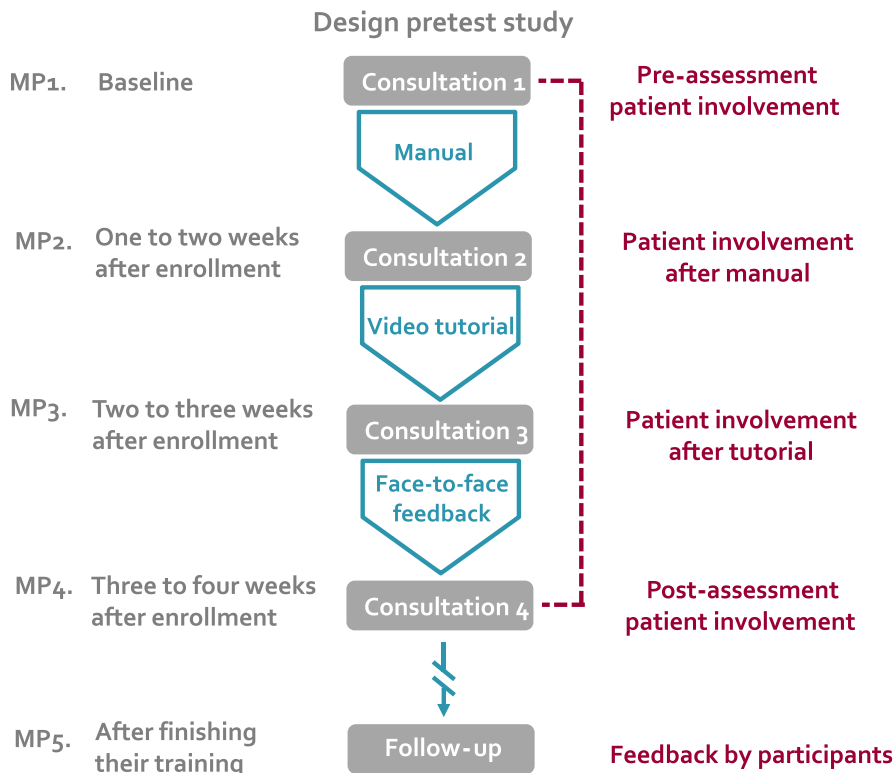 Design pretest study
MP1. Baseline
Consultation 1
Pre-assessment
patient involvement
Manual
MP2. One to two weeks
after enrollment
Consultation 2
Patient involvement
after manual
Video tutorial
MP3. Two to three weeks
after enrollment
Consultation 3
Patient involvement
after tutorial
Face-to-face
feedback
MP4. Three to four weeks
after enrollment
Consultation 4
Post-assessment
patient involvement
MP5. After finishing
their training
Follow-up
Feedback by participants